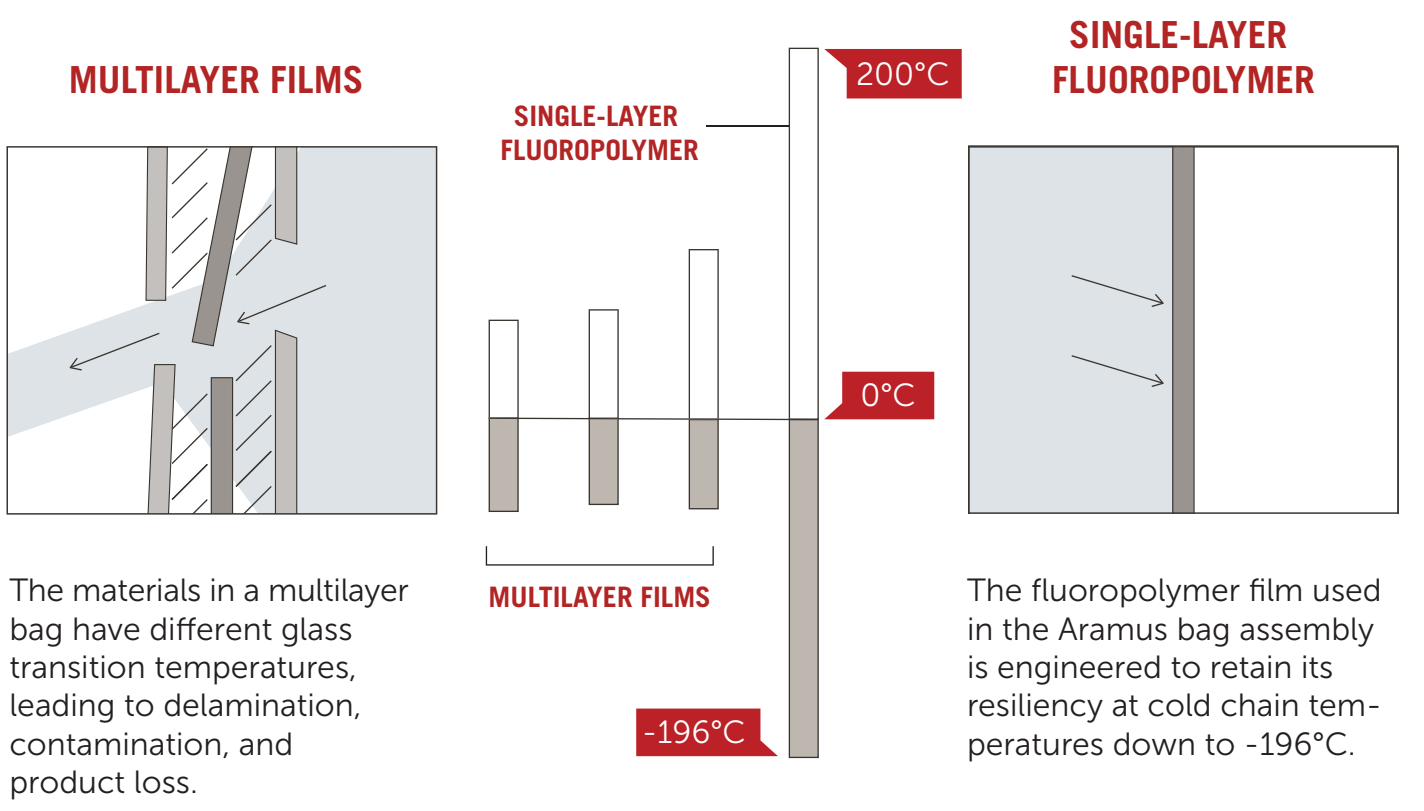 MULTILAYER FILMS
The materials in a multilayer
bag have different glass
transition temperatures,
leading to delamination,
contamination, and
product loss.
SINGLE-LAYER
FLUOROPOLYMER
200°C
0°C
-196°C
MULTILAYER FILMS
SINGLE-LAYER
FLUOROPOLYMER
The fluoropolymer film used
in the Aramus bag assembly
is engineered to retain its
resiliency at cold chain tem-
peratures down to -196°C.